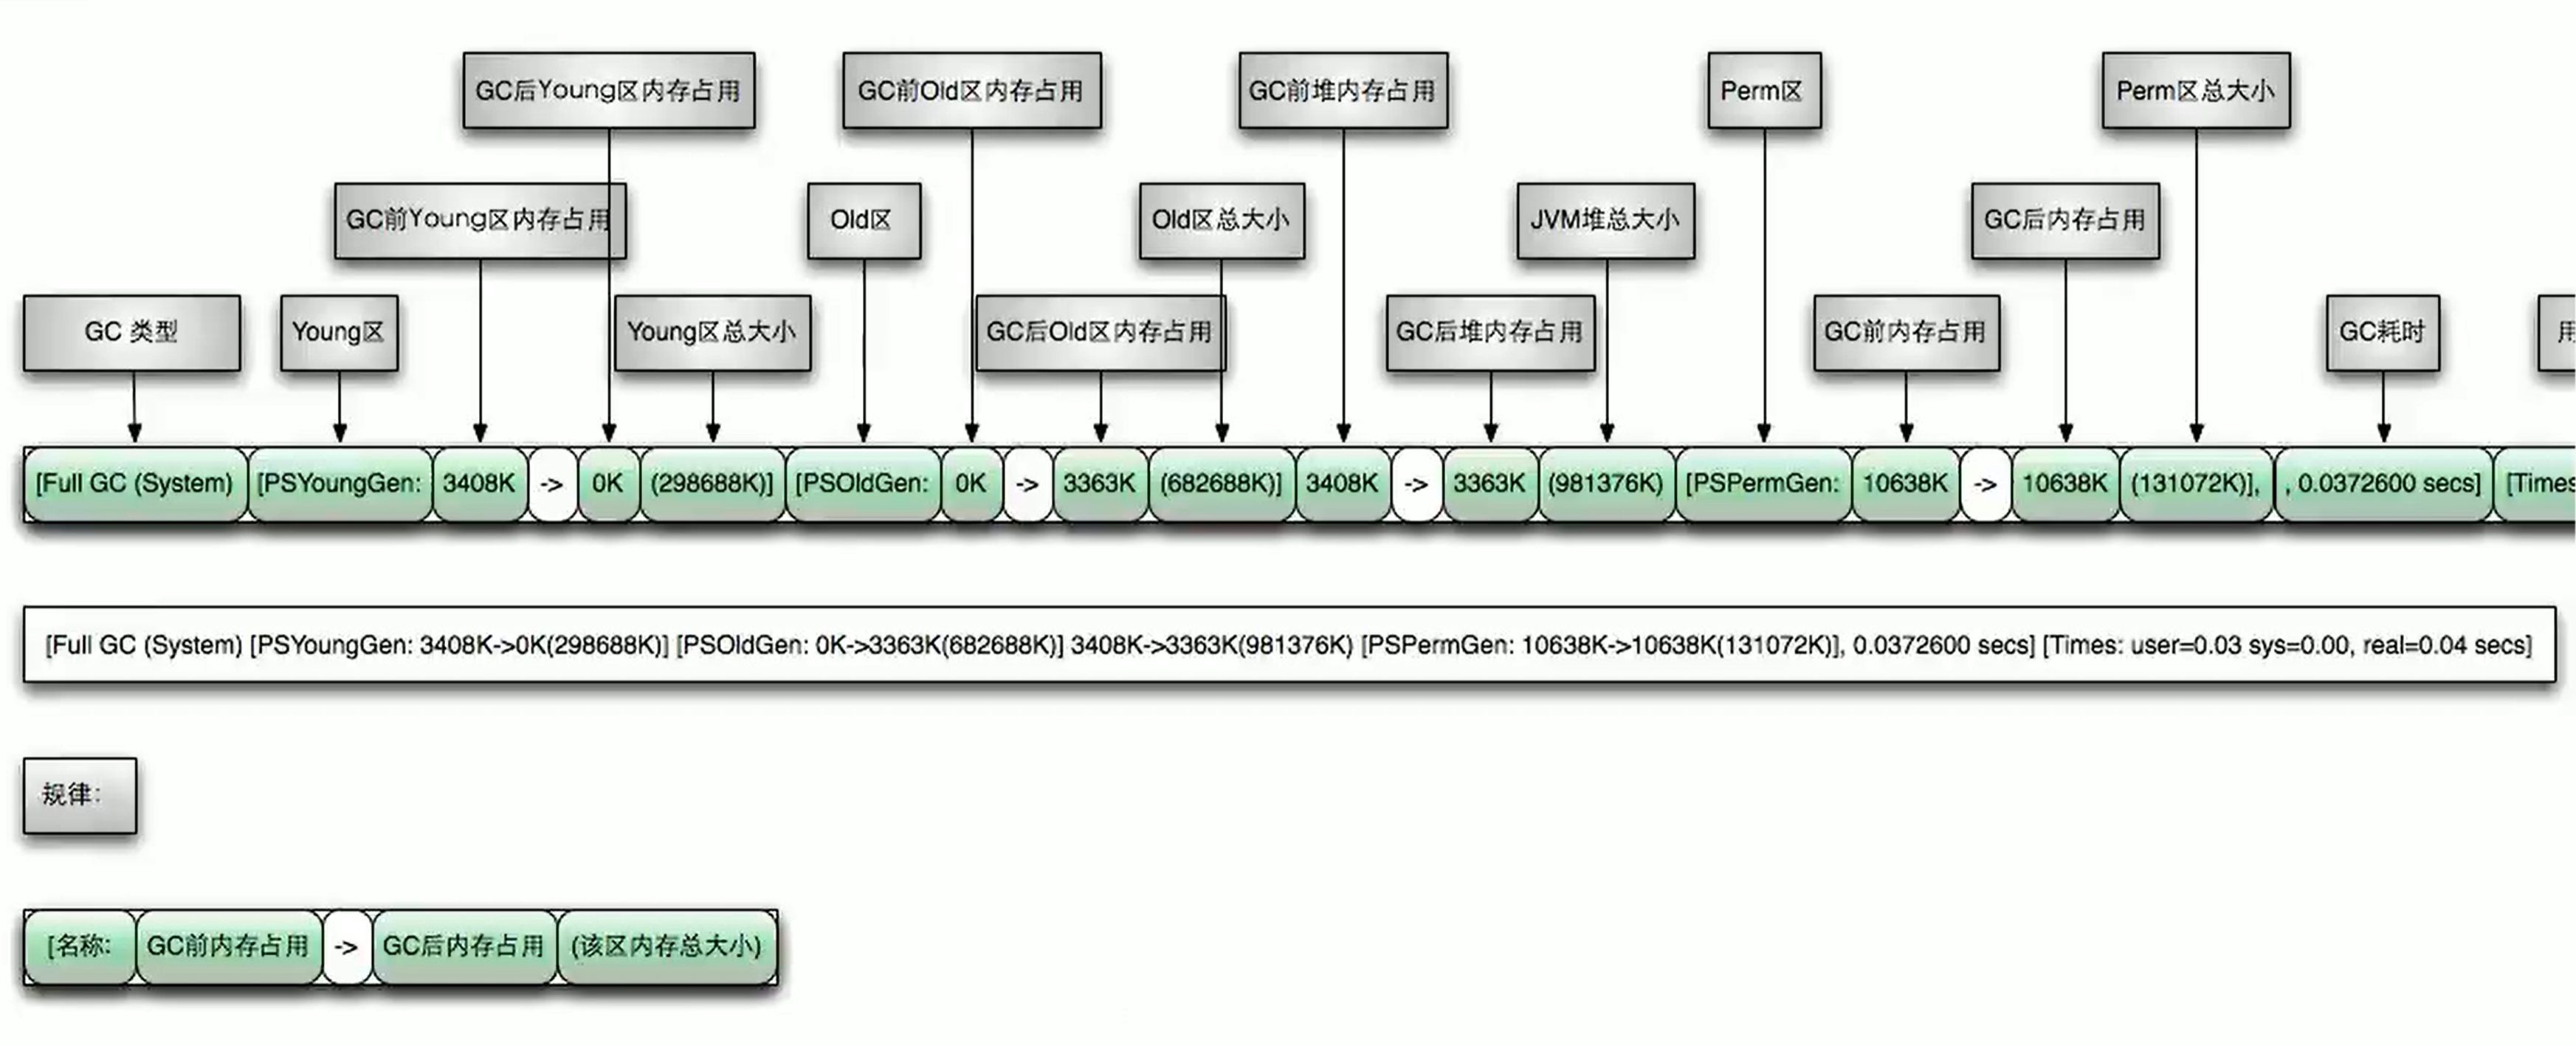 GC后Young区内存占用 GC前Old区内存占用 GC前堆内存占用 Perm区 Perm区总大小
GC前Young区内存占用 Old区 Old区总大小 JVM堆总大小 GC后内存占用
GC 类型 Young区 Young区总大小 GC后Old区内存占用 GC后堆内存占用 GC前内存占用 GC耗时
[Full GC (System) [PSYoungGen: 3408K -> 0K (298688K)] [PSOldGen: 0K -> 3363K (682688K)] 3408K -> 3363K (981376K) [PSPermGen: 10638K -> 10638K (131072K)], , 0.0372600 secs] [Times
[Full GC (System) [PSYoungGen: 3408K->0K(298688K)] [PSOldGen: 0K->3363K(682688K)] 3408K->3363K(981376K) [PSPermGen: 10638K->10638K(131072K)], 0.0372600 secs] [Times: user=0.03 sys=0.00, real=0.04 secs]
规律:
[名称: GC前内存占用 -> GC后内存占用 (该区内存总大小)